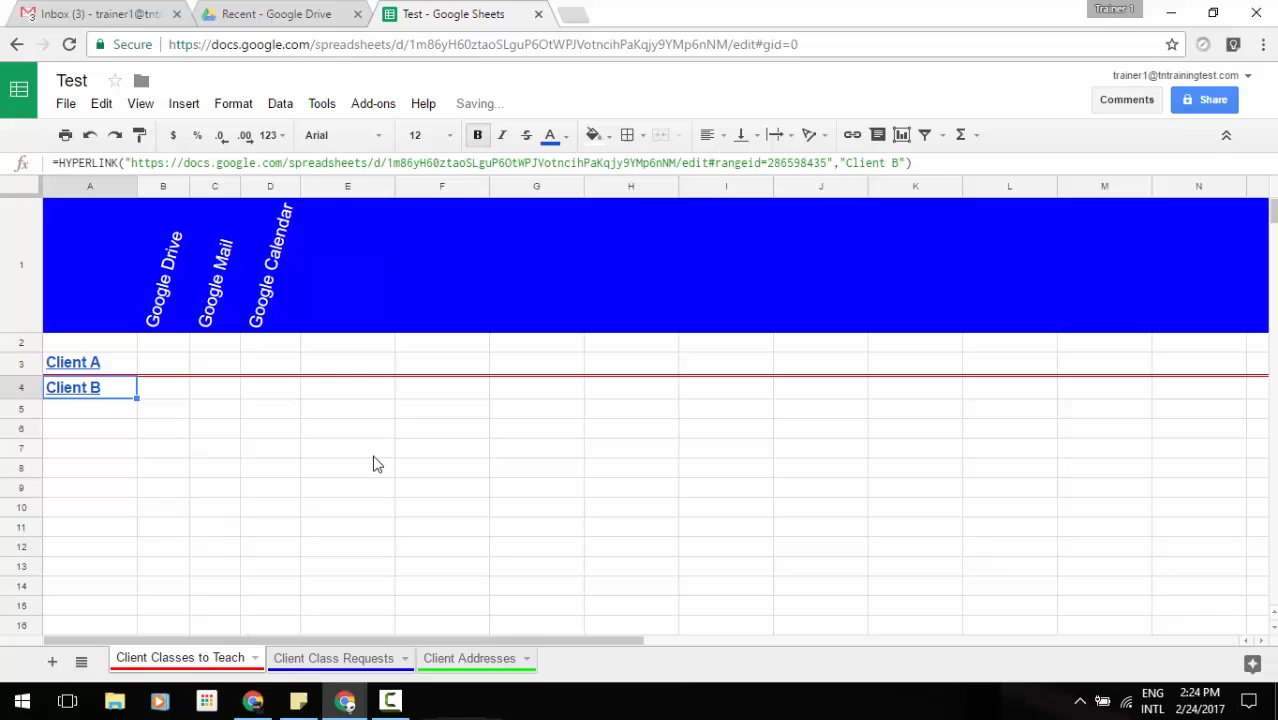 Inbox (3) - trainer1@tntrain
Recent - Google Drive
Test - Google Sheets
Trainer 1
Secure
https://docs.google.com/spreadsheets/d/1m86yH60ztaoSLguP6OtWPJVotncihPaKqjy9YMp6nNM/edit#gid=0
Test
trainer1@tntrainingtest.com
File Edit View Insert Format Data Tools Add-ons Help Saving...
Comments
Share
$ % .0 .00 123 Arial 12 B I A Σ
fx =HYPERLINK("https://docs.google.com/spreadsheets/d/1m86yH60ztaoSLguP6OtWPJVotncihPaKqjy9YMp6nNM/edit#rangeid=286598435","Client B")
A B C D E F G H I J K L M N
1
Google Drive
Google Mail
Google Calendar
2
3 Client A
4 Client B
5
6
7
8
9
10
11
12
13
14
15
16
Client Classes to Teach
Client Class Requests
Client Addresses
ENG
INTL
2:24 PM
2/24/2017